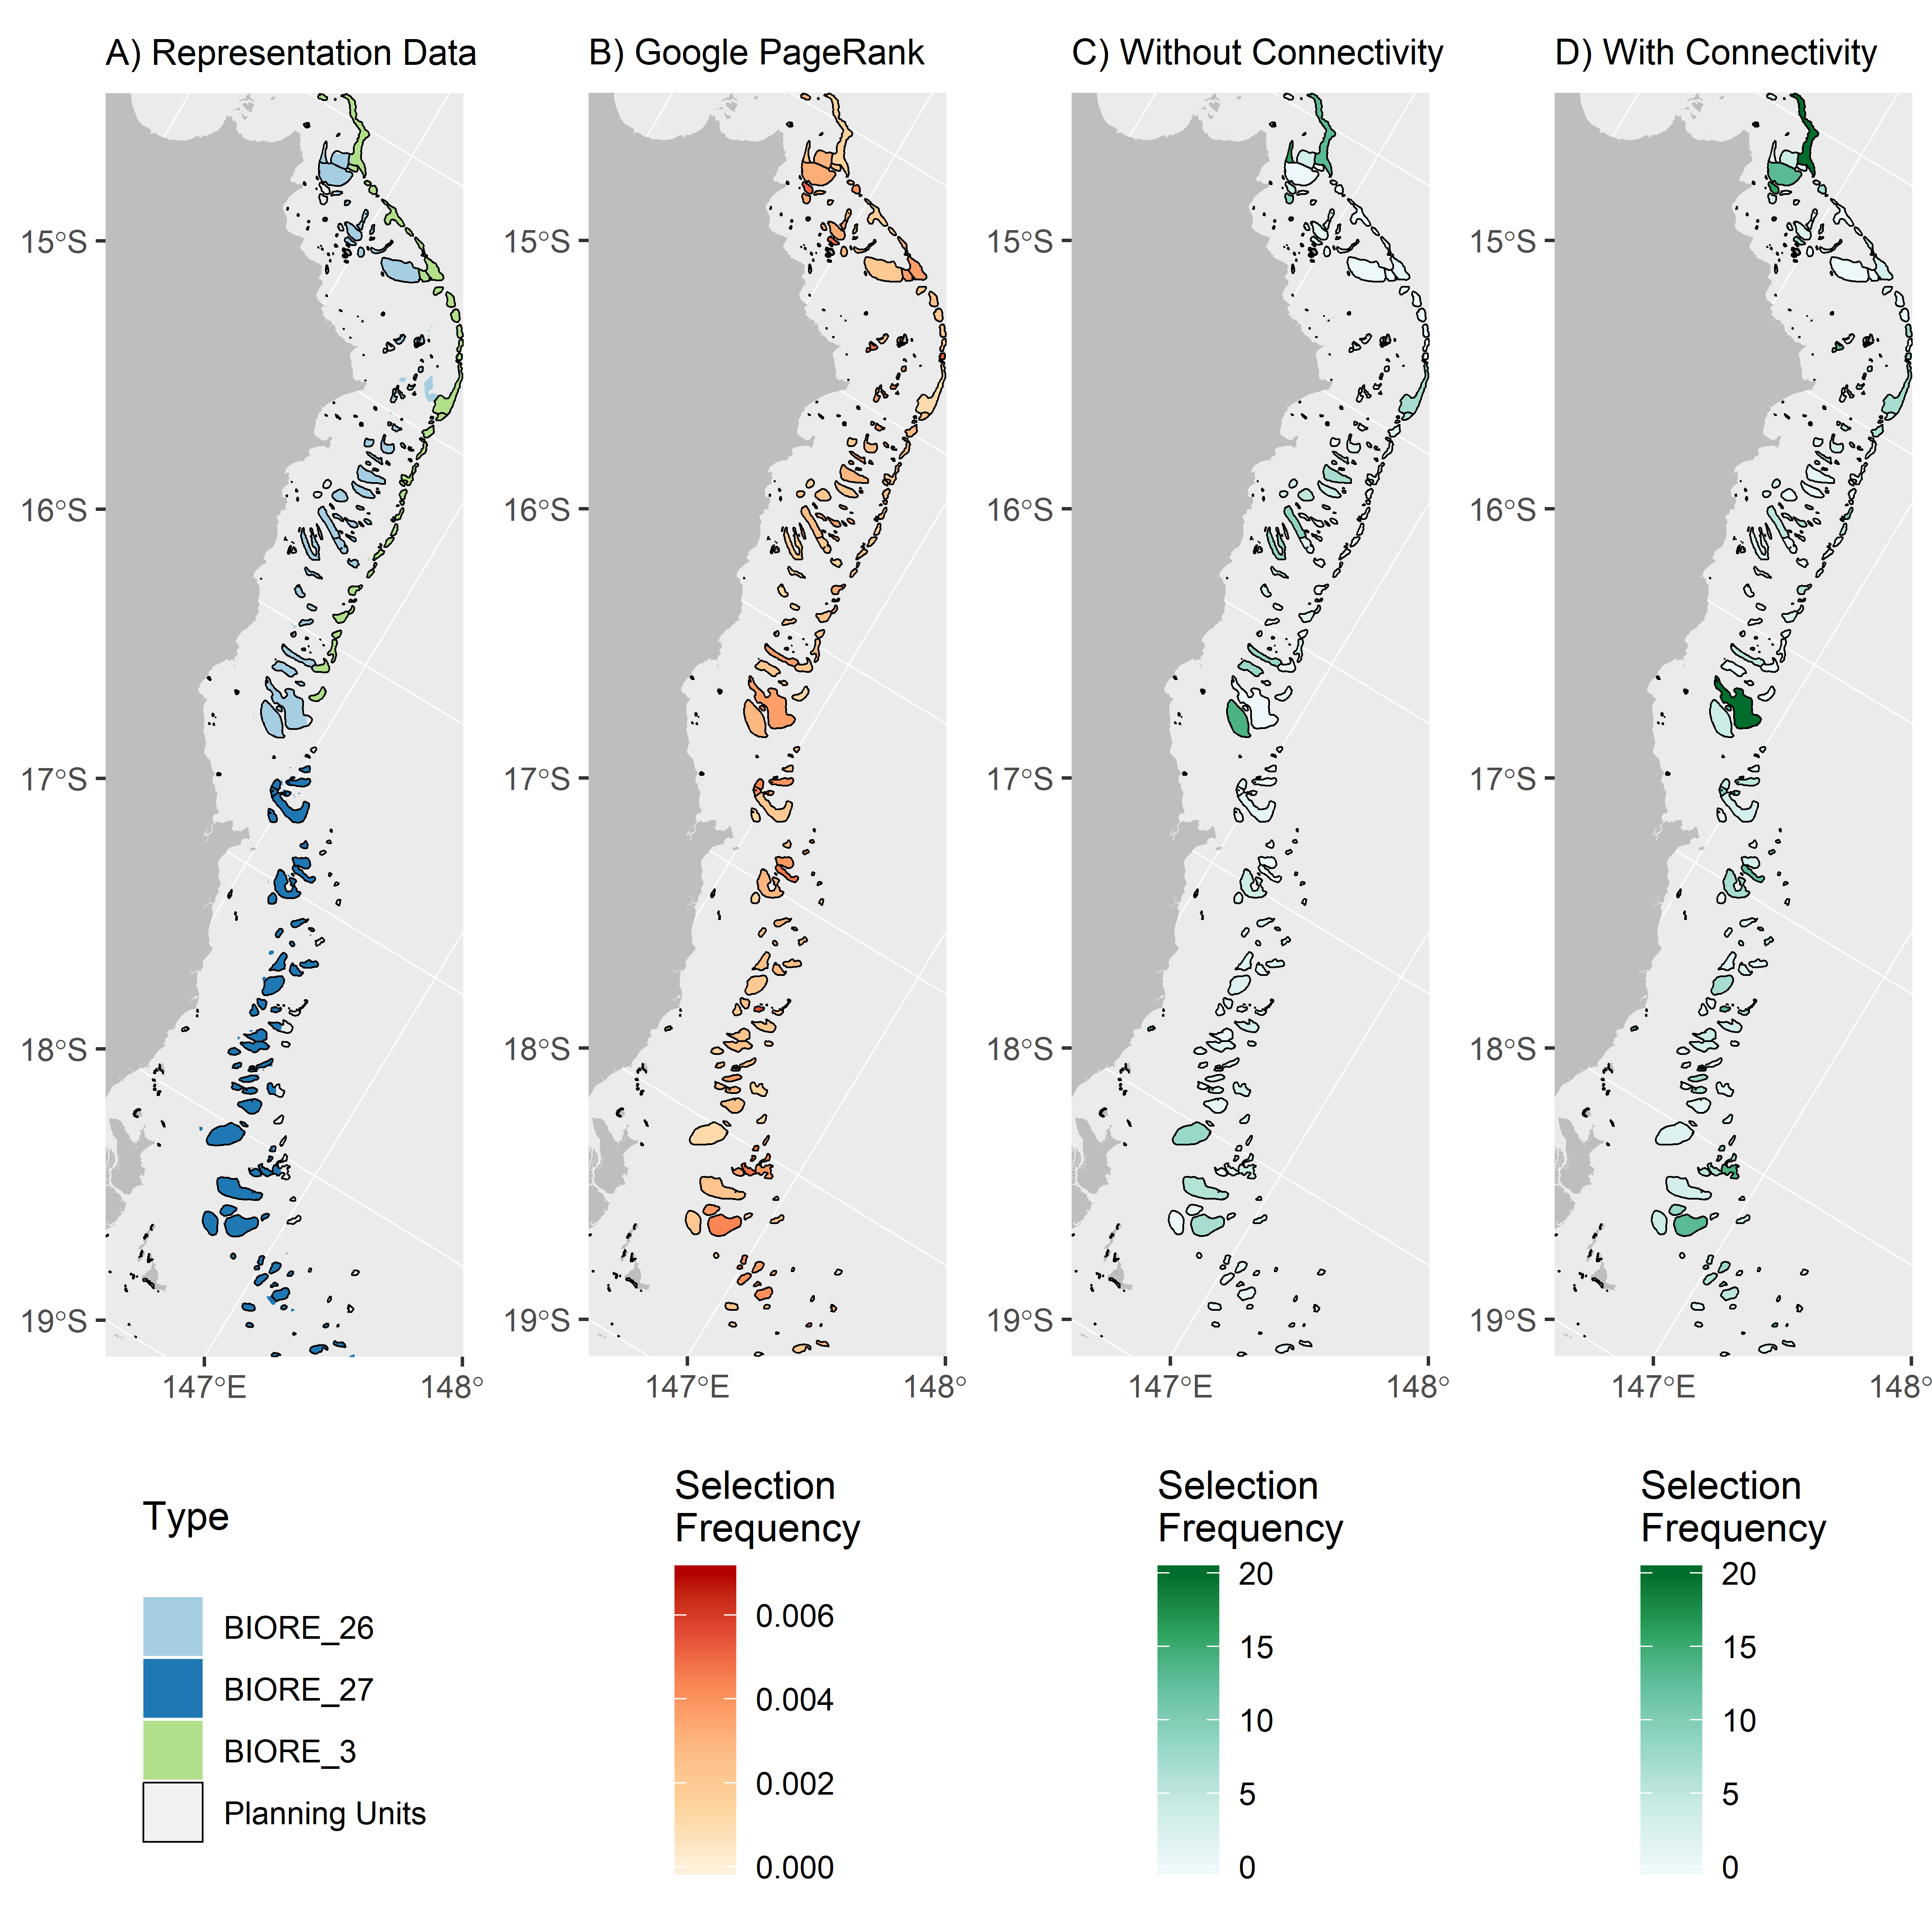 A) Representation Data
B) Google PageRank
C) Without Connectivity
D) With Connectivity
15°S
16°S
17°S
18°S
19°S
147°E
148°
15°S
16°S
17°S
18°S
19°S
147°E
148°
15°S
16°S
17°S
18°S
19°S
147°E
148°
15°S
16°S
17°S
18°S
19°S
147°E
148°
Type
BIORE_26
BIORE_27
BIORE_3
Planning Units
Selection
Frequency
0.006
0.004
0.002
0.000
Selection
Frequency
20
15
10
5
0
Selection
Frequency
20
15
10
5
0